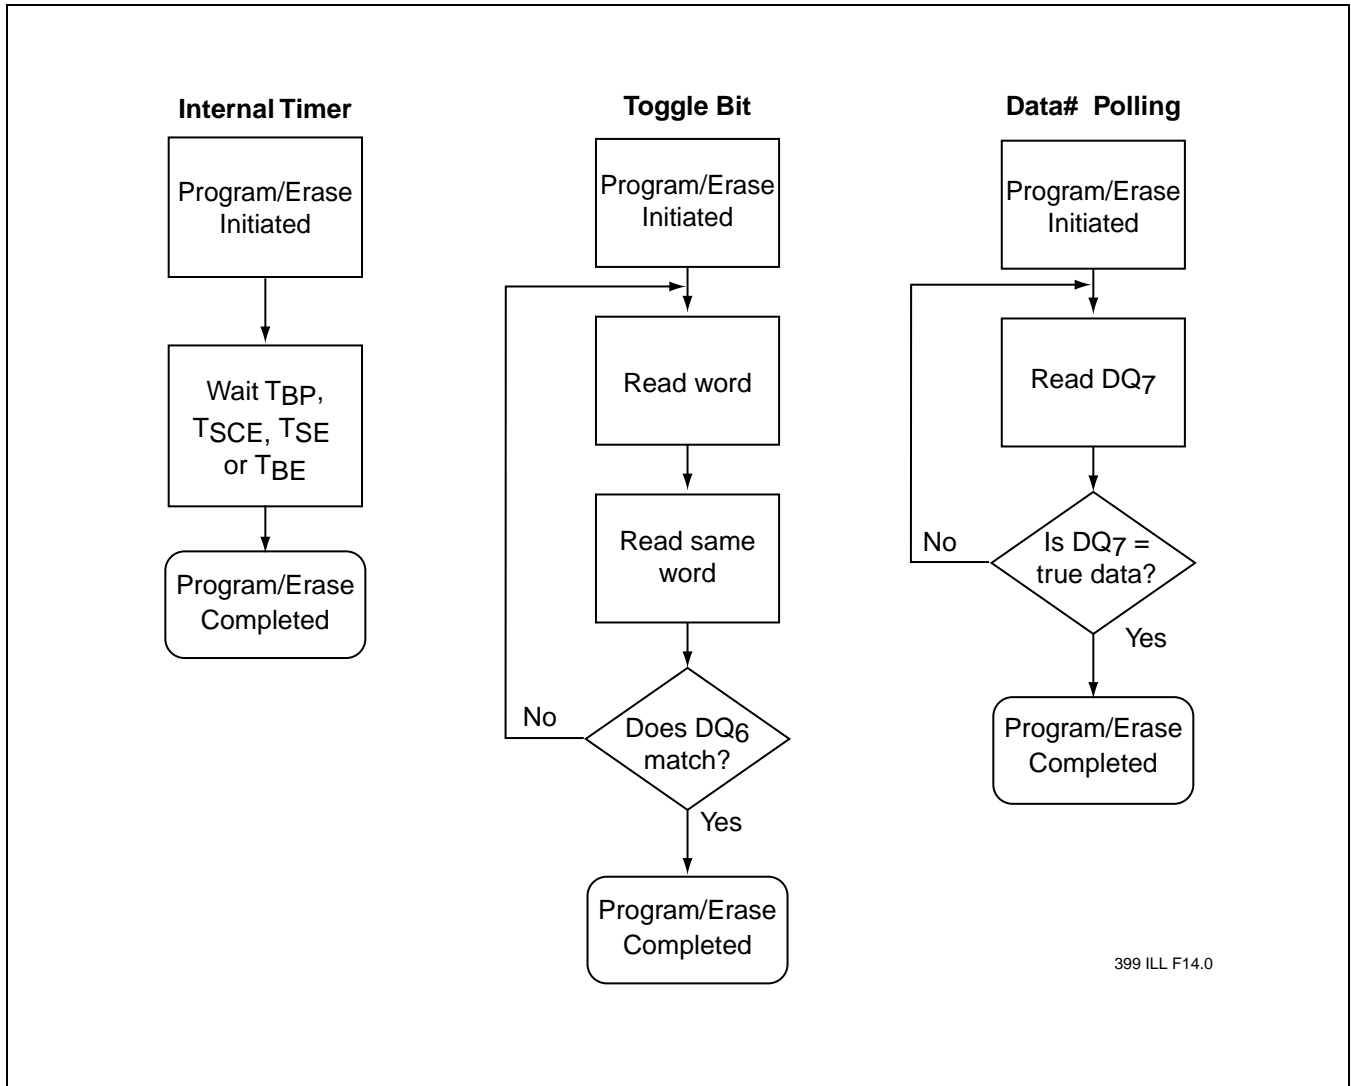 Internal Timer
Program/Erase
Initiated
Wait TBP,
TSCE, TSE
or TBE
Program/Erase
Completed
Toggle Bit
Program/Erase
Initiated
Read word
Read same
word
No
Does DQ6
match?
Yes
Program/Erase
Completed
Data# Polling
Program/Erase
Initiated
Read DQ7
No
Is DQ7 =
true data?
Yes
Program/Erase
Completed
399 ILL F14.0